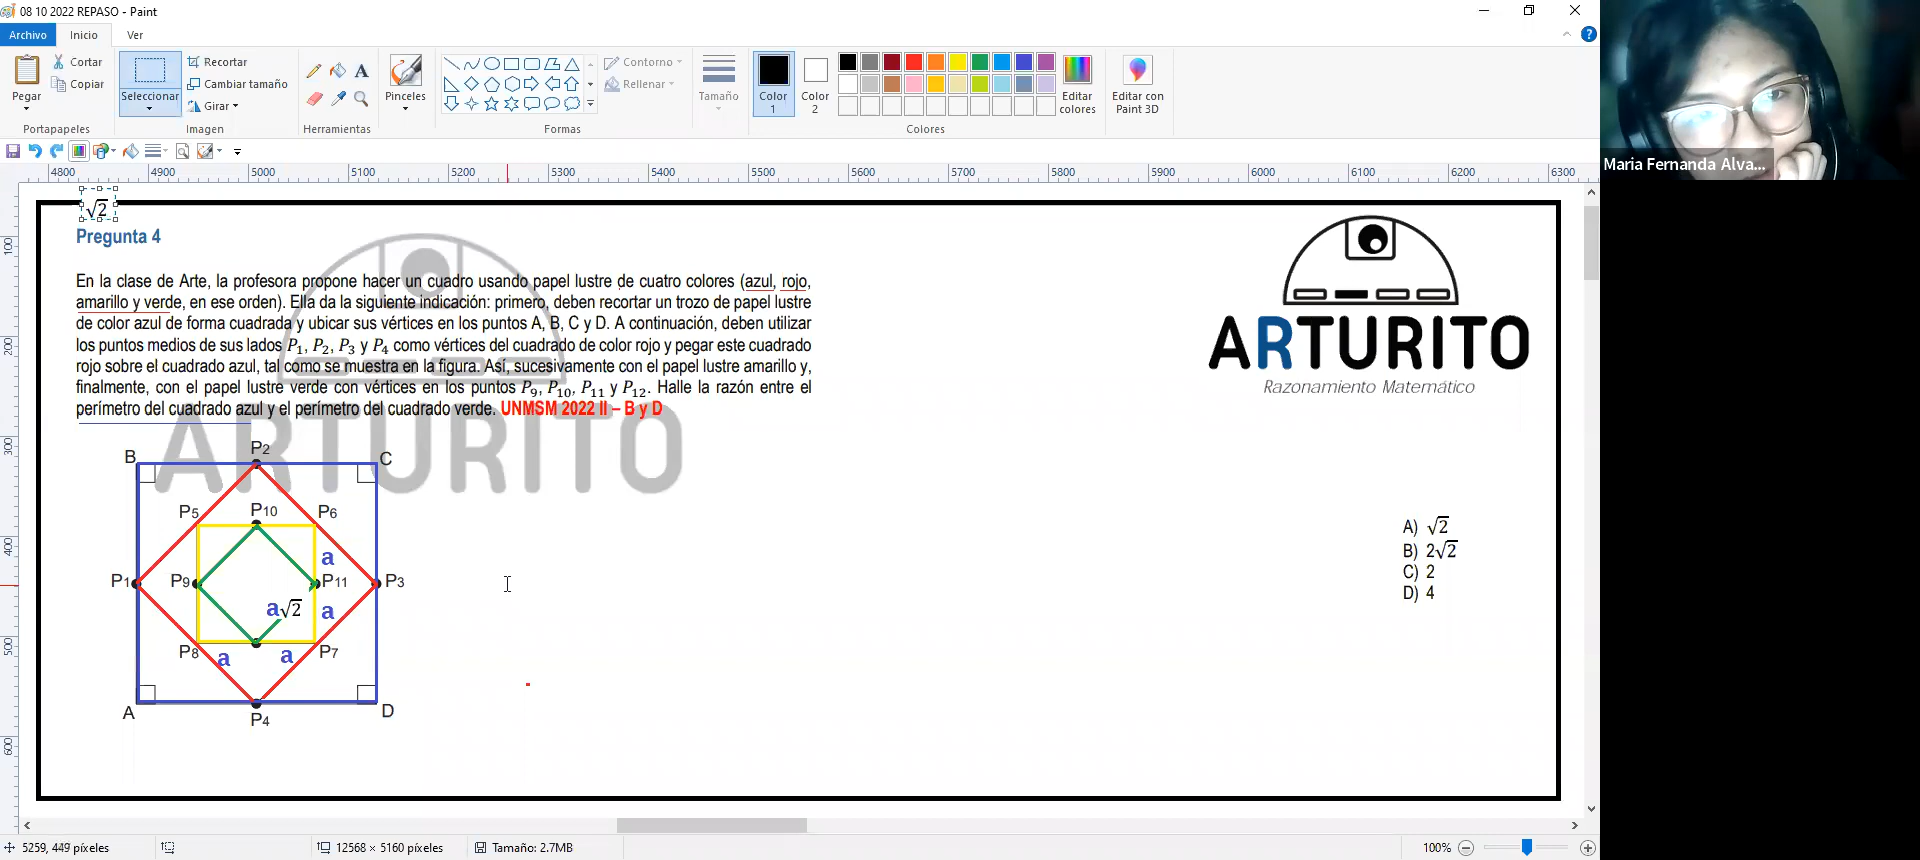 08 10 2022 REPASO - Paint
Archivo Inicio Ver
Pegar
Cortar
Copiar
Portapapeles
Seleccionar
Recortar
Cambiar tamaño
Girar
Imagen
A
Herramientas
Pinceles
Contorno
Rellenar
Formas
Tamaño
Color
1
Color
2
Editar
colores
Colores
Editar con
Paint 3D
Maria Fernanda Alva...
4800 4900 5000 5100 5200 5300 5400 5500 5600 5700 5800 5900 6000 6100 6200 6300
100
200
300
400
500
600
√2
Pregunta 4
En la clase de Arte, la profesora propone hacer un cuadro usando papel lustre de cuatro colores (azul, rojo,
amarillo y verde, en ese orden). Ella da la siguiente indicación: primero, deben recortar un trozo de papel lustre
de color azul de forma cuadrada y ubicar sus vértices en los puntos A, B, C y D. A continuación, deben utilizar
los puntos medios de sus lados P₁, P₂, P₃ y P₄ como vértices del cuadrado de color rojo y pegar este cuadrado
rojo sobre el cuadrado azul, tal como se muestra en la figura. Así, sucesivamente con el papel lustre amarillo y,
finalmente, con el papel lustre verde con vértices en los puntos P₉, P₁₀, P₁₁ y P₁₂. Halle la razón entre el
perímetro del cuadrado azul y el perímetro del cuadrado verde. UNMSM 2022 II – B y D
ARTURITO
ARTURITO
Razonamiento Matemático
B P2 C
P5 P10 P6
a
P1 P9 P11 P3
a√2 a
P8 a a P7
A P4 D
A) √2
B) 2√2
C) 2
D) 4
5259, 449 píxeles
12568 × 5160 píxeles
Tamaño: 2.7MB
100%